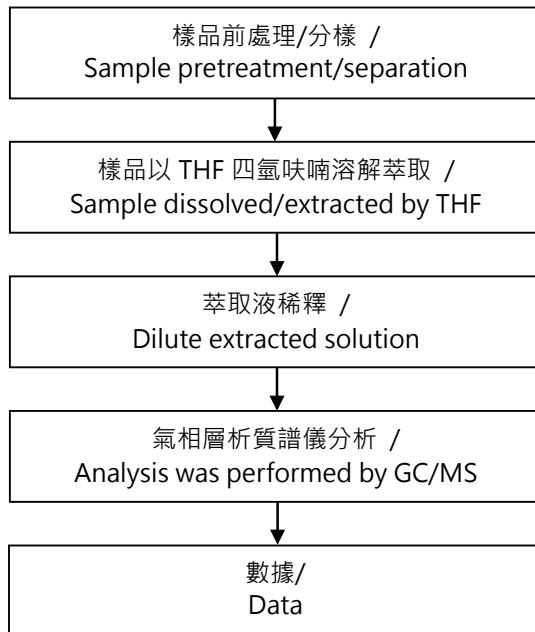 樣品前處理/分樣 /
Sample pretreatment/separation
樣品以 THF 四氫呋喃溶解萃取 /
Sample dissolved/extracted by THF
萃取液稀釋 /
Dilute extracted solution
氣相層析質譜儀分析 /
Analysis was performed by GC/MS
數據/
Data